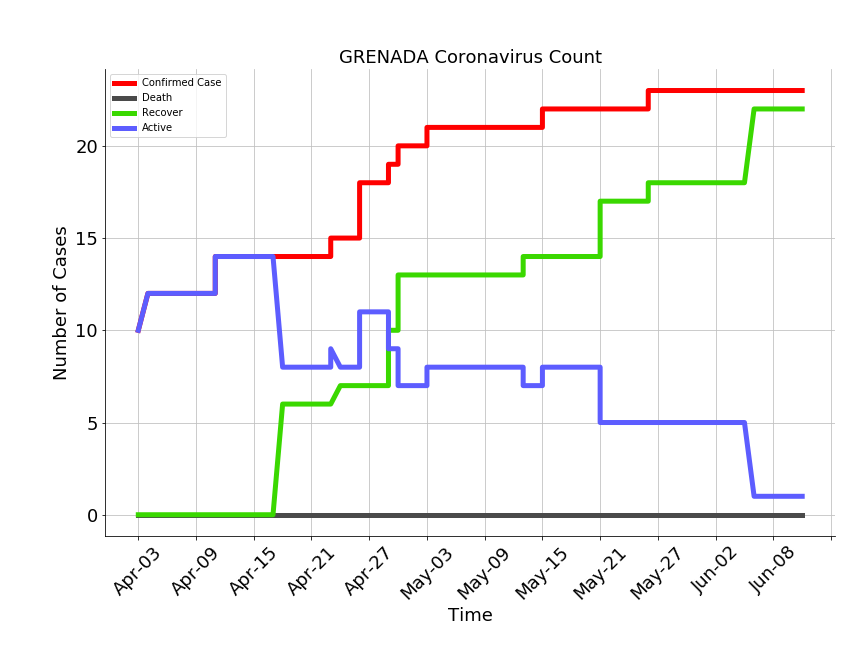 GRENADA Coronavirus Count
Confirmed Case
Death
Recover
Active
20
15
10
5
0
Number of Cases
Apr-03
Apr-09
Apr-15
Apr-21
Apr-27
May-03
May-09
May-15
May-21
May-27
Jun-02
Jun-08
Time